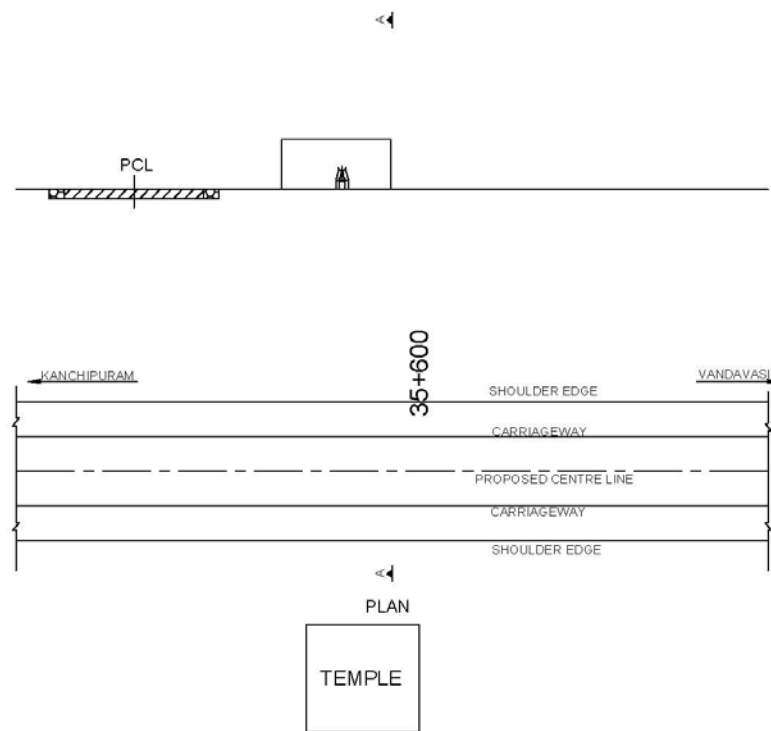 A
PCL
35+600
KANCHIPURAM
VANDAVASI
SHOULDER EDGE
CARRIAGEWAY
PROPOSED CENTRE LINE
CARRIAGEWAY
SHOULDER EDGE
A
PLAN
TEMPLE